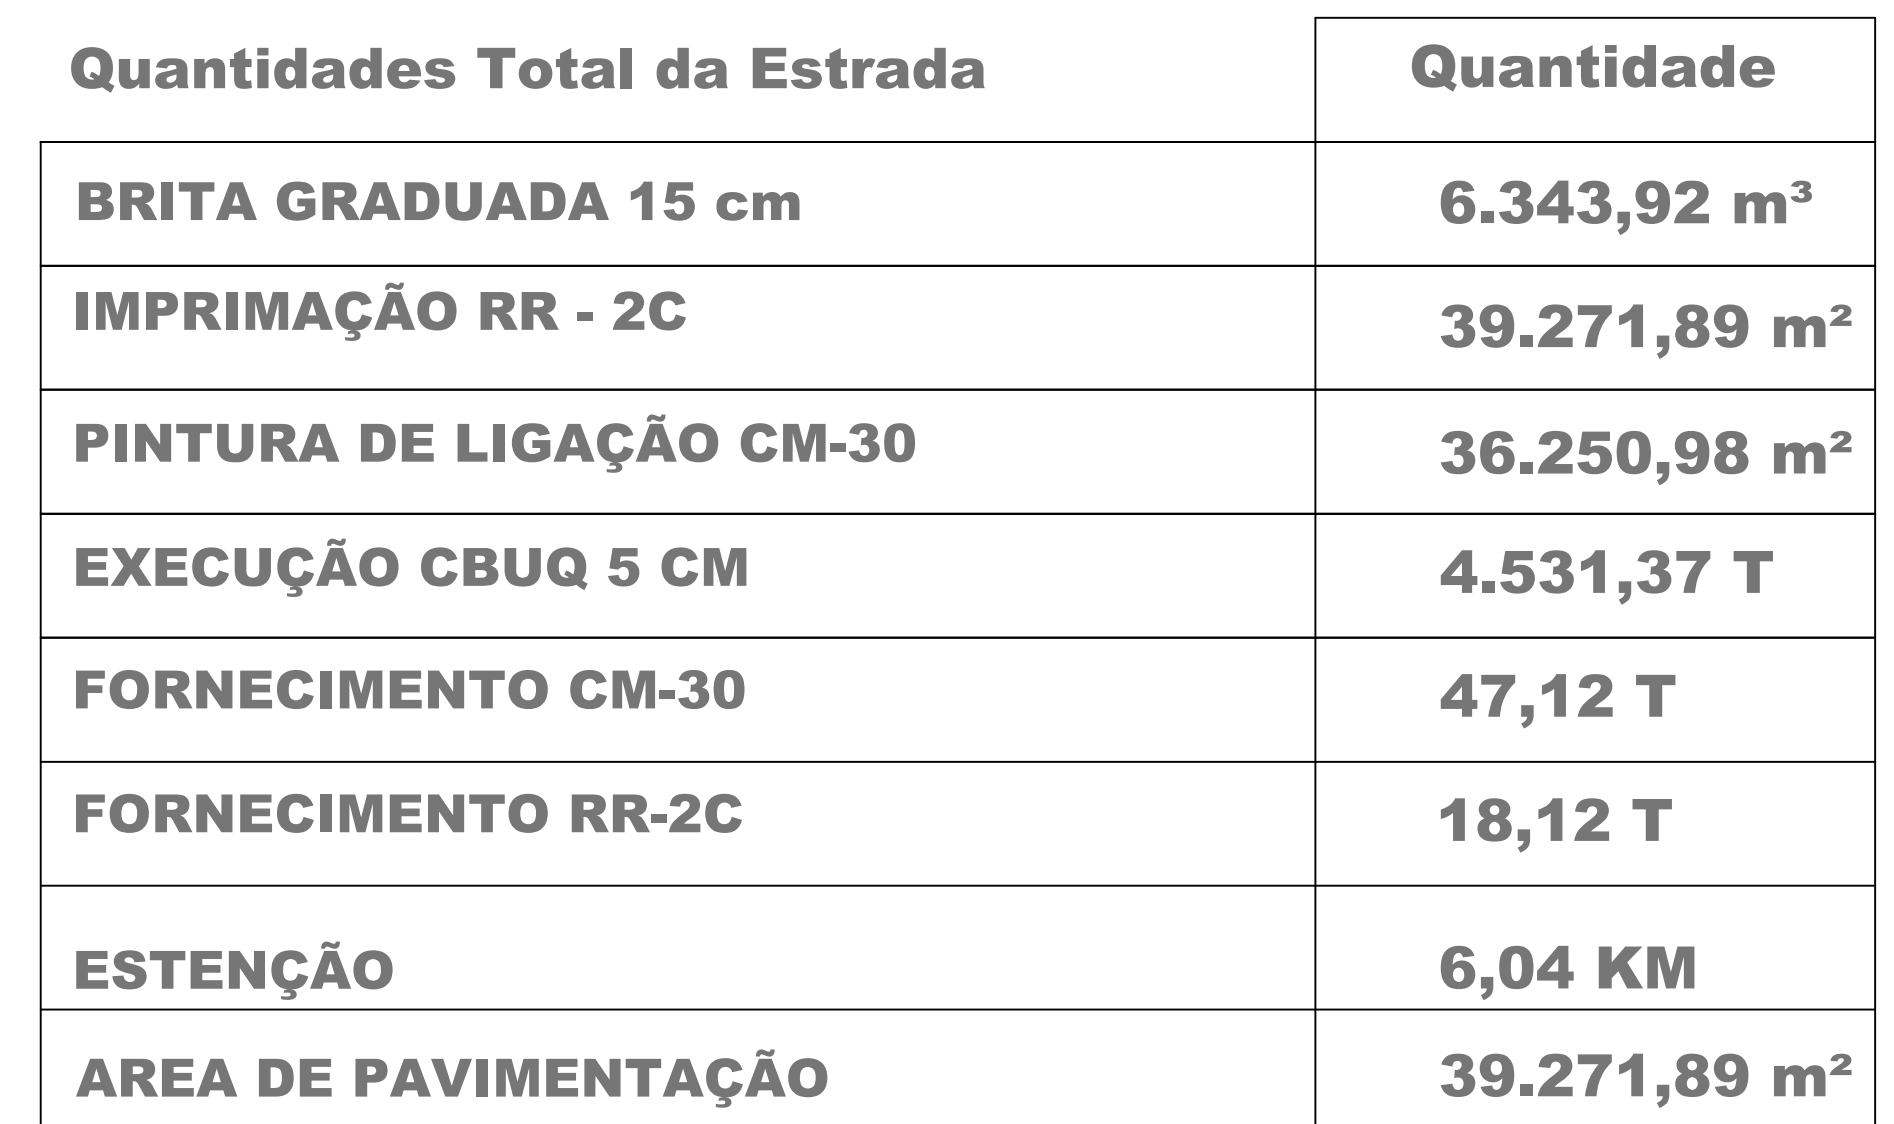 Quantidades Total da Estrada Quantidade
BRITA GRADUADA 15 cm 6.343,92 m³
IMPRIMAÇÃO RR - 2C 39.271,89 m²
PINTURA DE LIGAÇÃO CM-30 36.250,98 m²
EXECUÇÃO CBUQ 5 CM 4.531,37 T
FORNECIMENTO CM-30 47,12 T
FORNECIMENTO RR-2C 18,12 T
ESTENÇÃO 6,04 KM
AREA DE PAVIMENTAÇÃO 39.271,89 m²